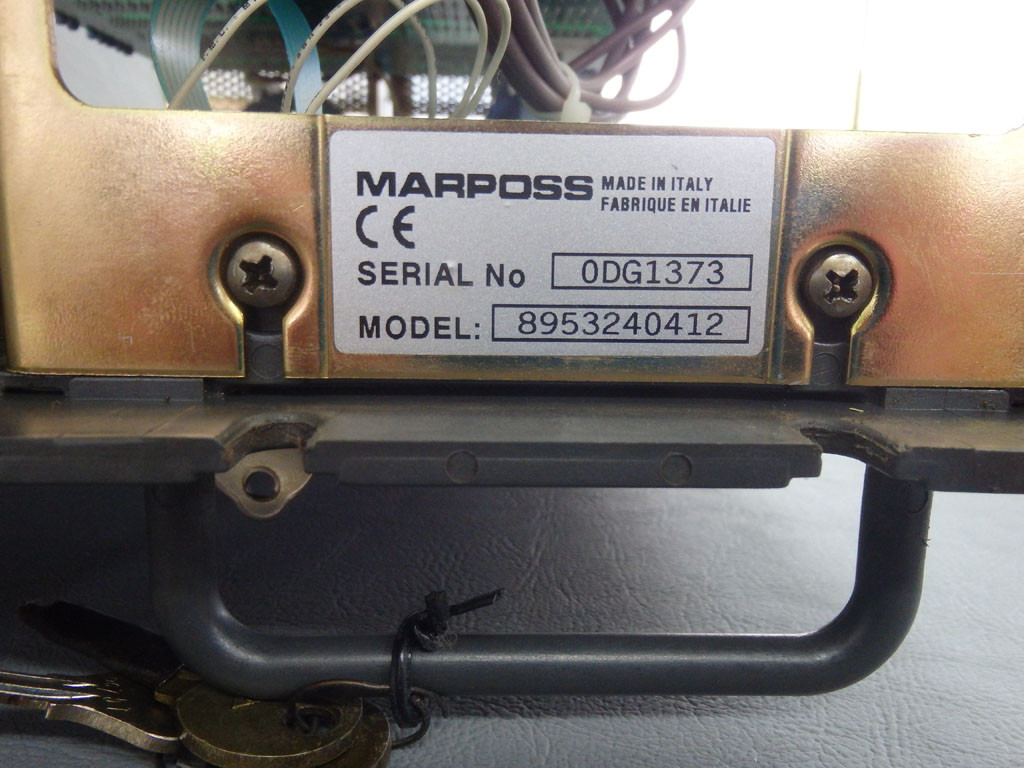 MARPOSS MADE IN ITALY
FABRIQUE EN ITALIE
CE
SERIAL No 0DG1373
MODEL: 8953240412